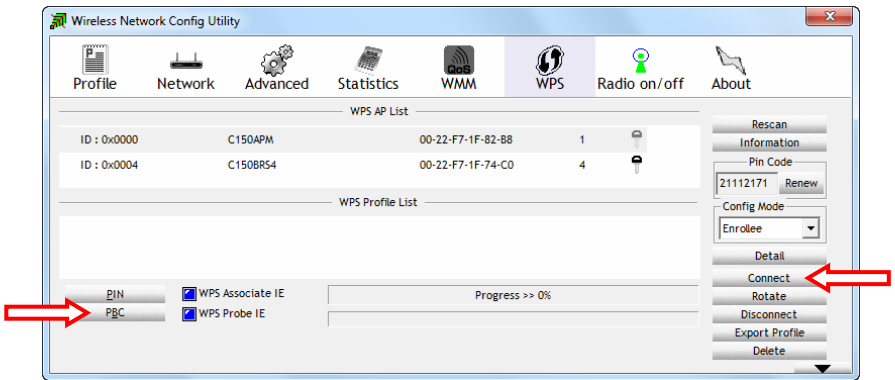 Wireless Network Config Utility
Profile Network Advanced Statistics QoS WMM WPS Radio on/off About
WPS AP List
ID : 0x0000 C150APM 00-22-F7-1F-82-B8 1
ID : 0x0004 C150BRS4 00-22-F7-1F-74-C0 4
WPS Profile List
Rescan
Information
Pin Code
21112171 Renew
Config Mode
Enrollee
Detail
Connect
Rotate
Disconnect
Export Profile
Delete
PIN WPS Associate IE Progress >> 0%
PBC WPS Probe IE